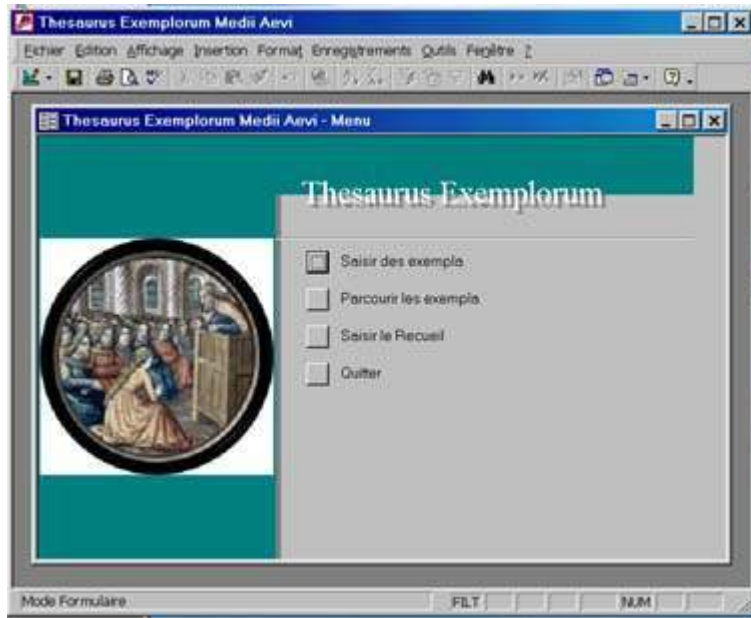 Thesaurus Exemplorum Medii Aevi
Fichier Edition Affichage Insertion Format Enregistrements Outils Fenêtre ?
Thesaurus Exemplorum Medii Aevi - Menu
Thesaurus Exemplorum
Saisir des exempla
Parcourir les exempla
Saisir le Recueil
Quitter
Mode Formulaire FILT NUM